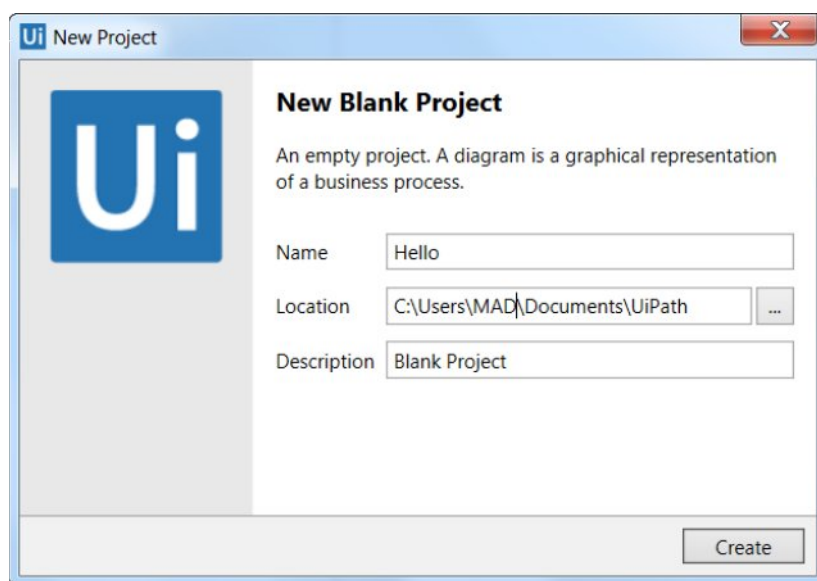 Ui New Project
X
Ui
New Blank Project
An empty project. A diagram is a graphical representation
of a business process.
Name Hello
Location C:\Users\MAD\Documents\UiPath ...
Description Blank Project
Create